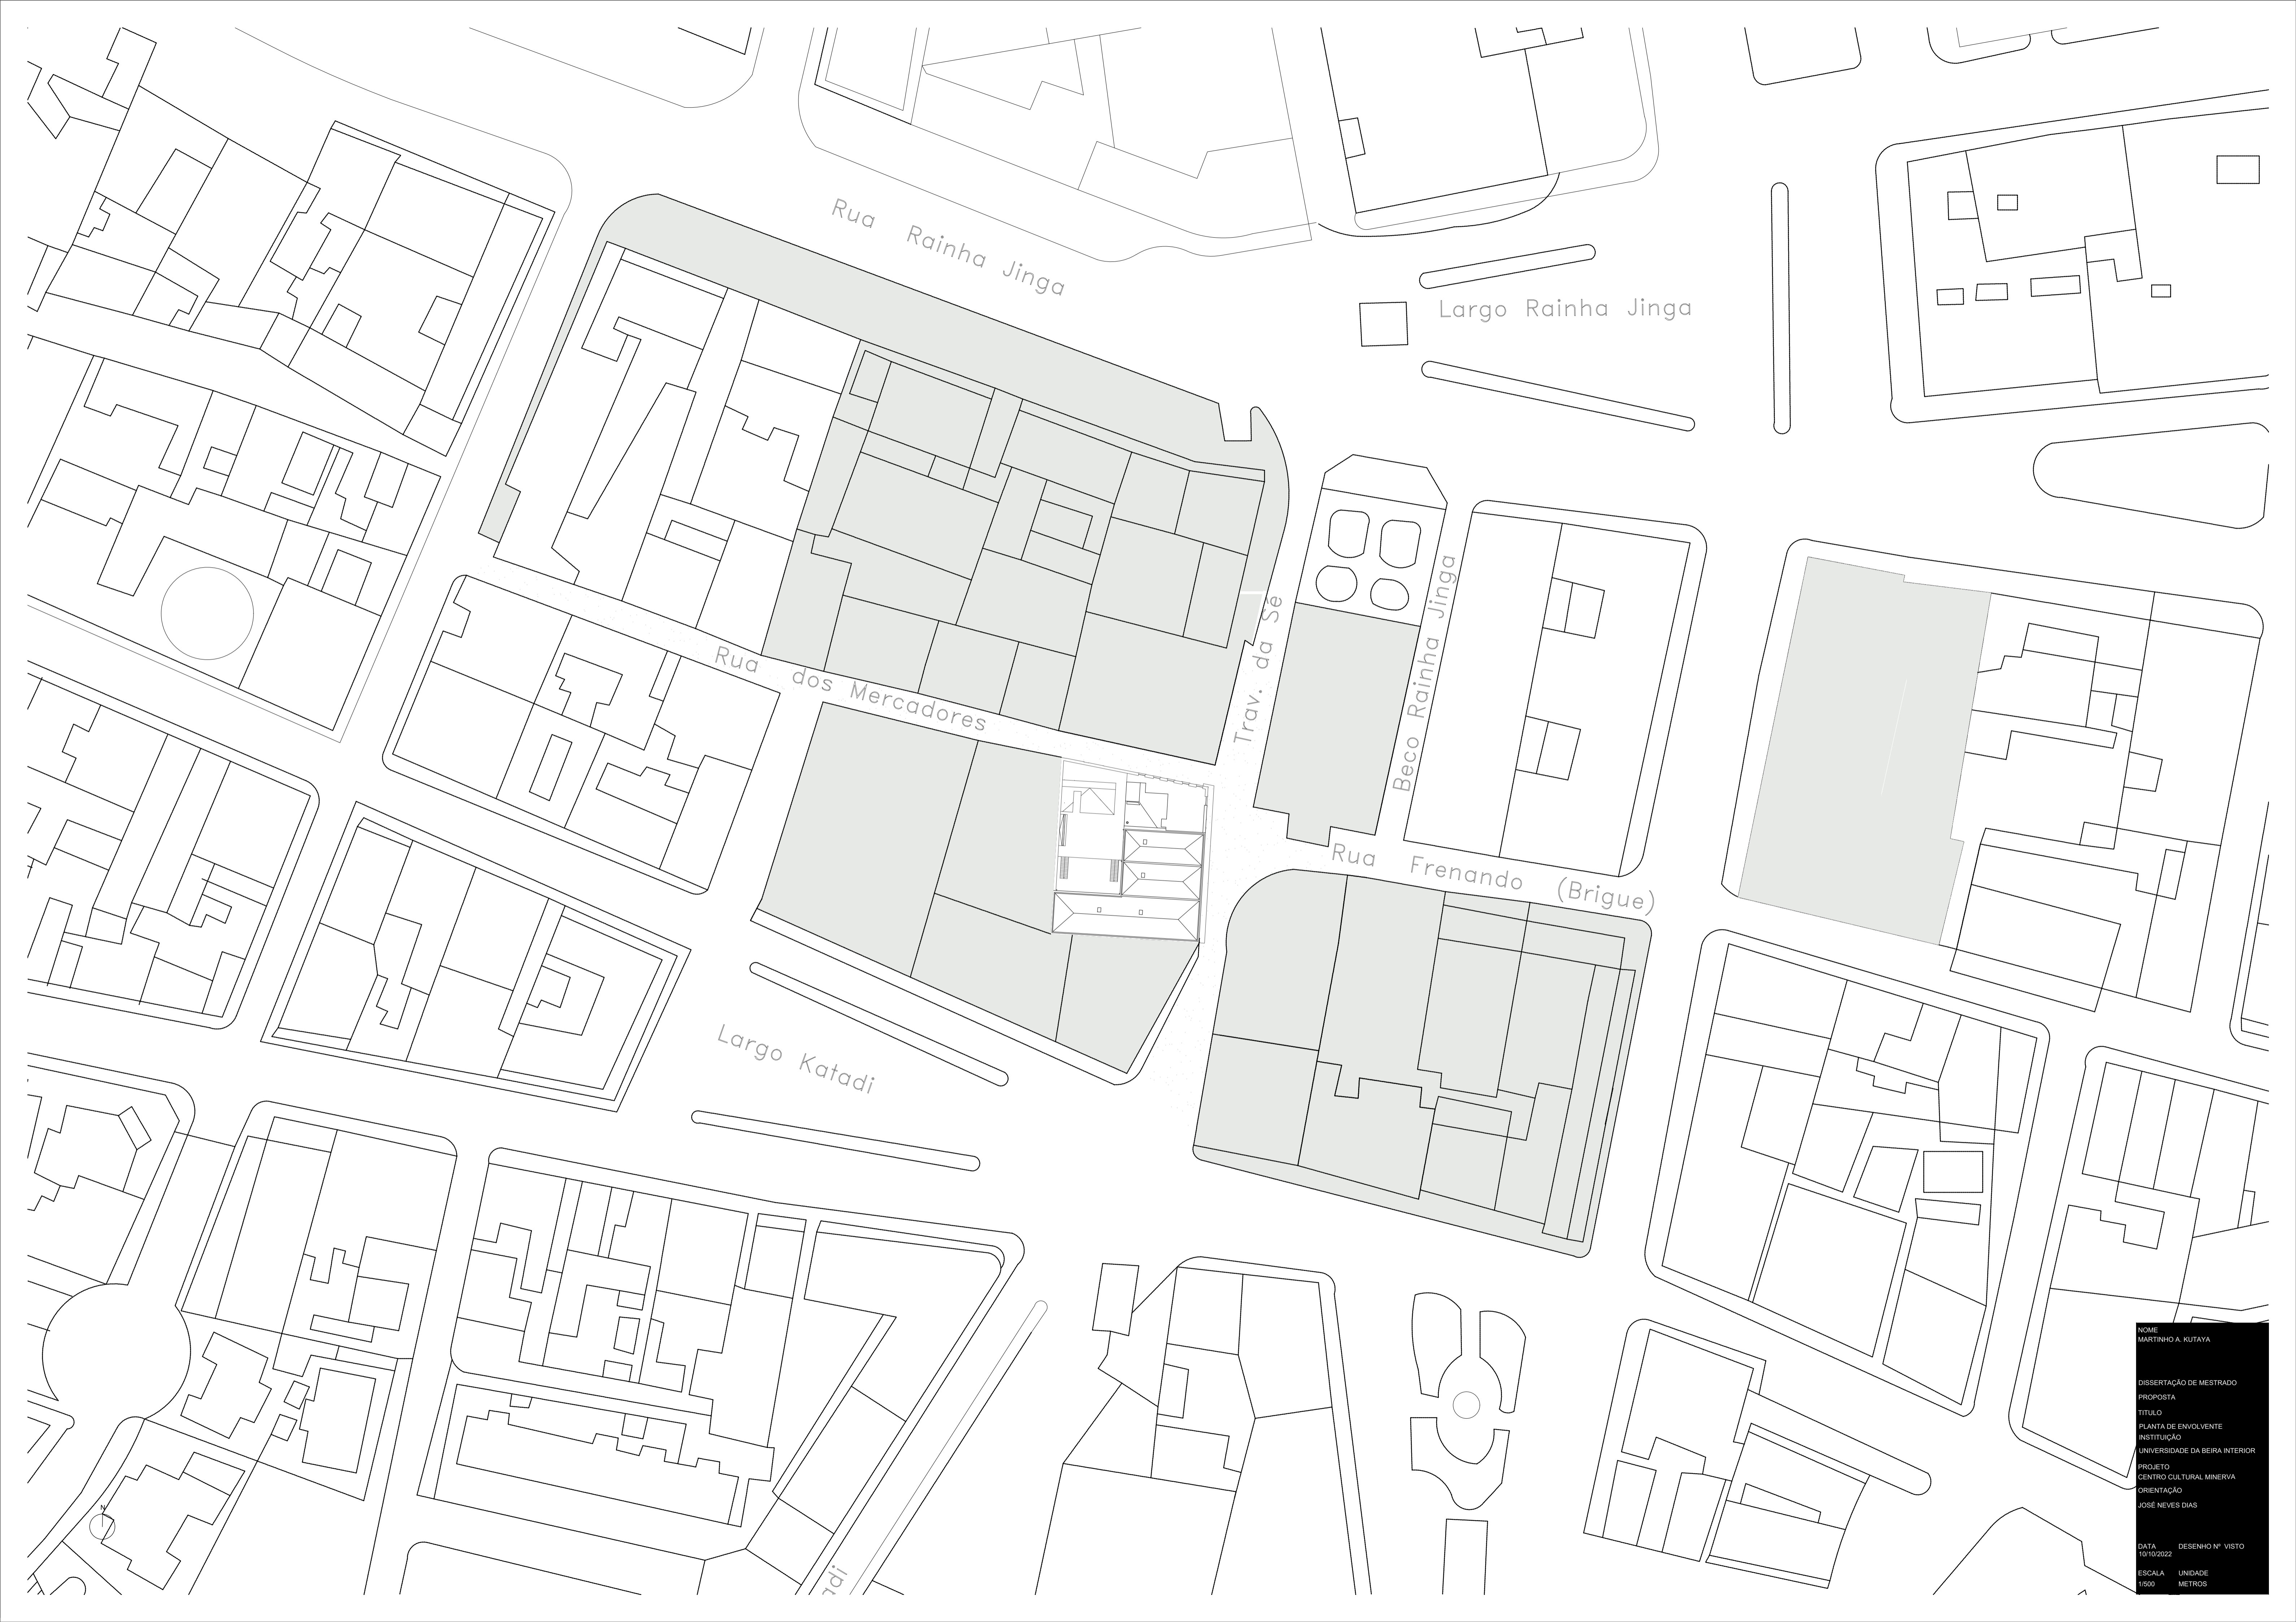 Rua Rainha Jinga
Largo Rainha Jinga
Rua dos Mercadores
Trav. da Sé
Beco Rainha Jinga
Rua Frenando (Brigue)
Largo Katadi
adi
N
NOME
MARTINHO A. KUTAYA
DISSERTAÇÃO DE MESTRADO
PROPOSTA
TITULO
PLANTA DE ENVOLVENTE
INSTITUIÇÃO
UNIVERSIDADE DA BEIRA INTERIOR
PROJETO
CENTRO CULTURAL MINERVA
ORIENTAÇÃO
JOSÉ NEVES DIAS
DATA DESENHO Nº VISTO
10/10/2022
ESCALA UNIDADE
1/500 METROS